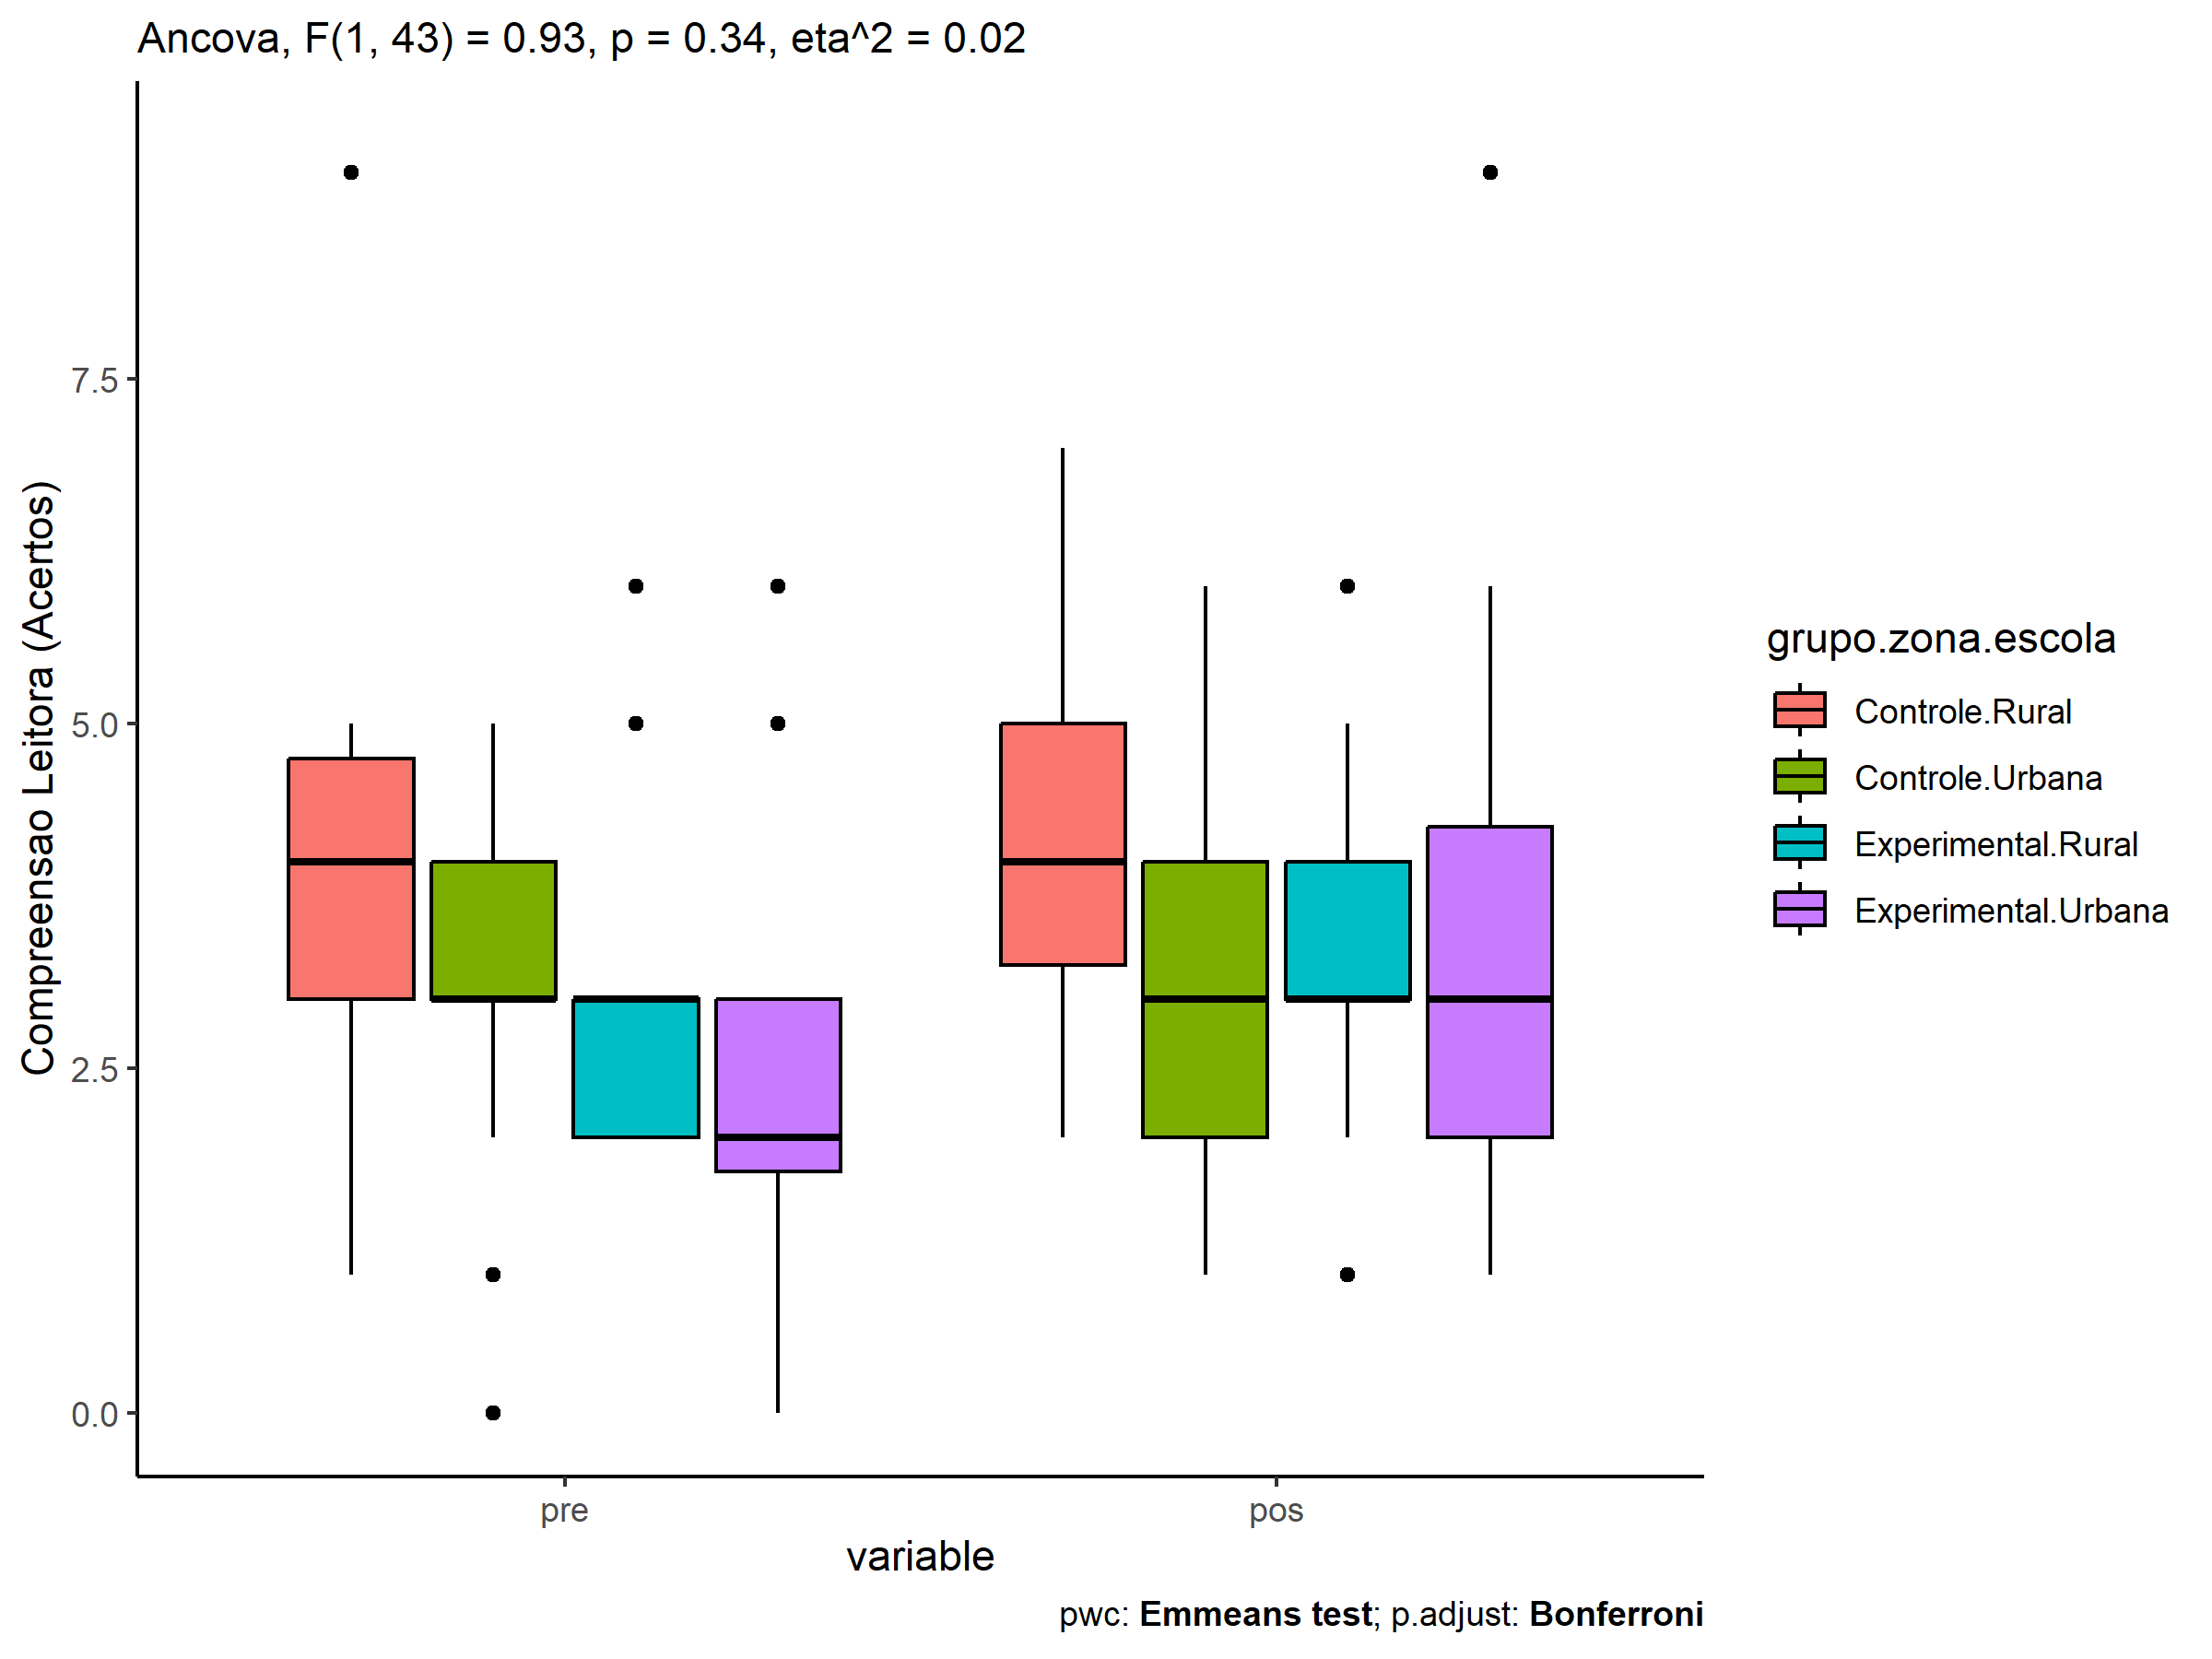 Ancova, F(1, 43) = 0.93, p = 0.34, eta^2 = 0.02
Compreensao Leitora (Acertos)
7.5
5.0
2.5
0.0
pre
pos
variable
grupo.zona.escola
Controle.Rural
Controle.Urbana
Experimental.Rural
Experimental.Urbana
pwc: Emmeans test; p.adjust: Bonferroni